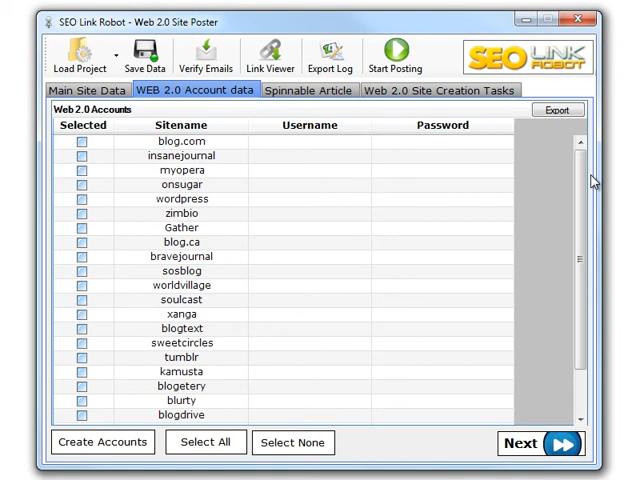 SEO Link Robot - Web 2.0 Site Poster
Load Project Save Data Verify Emails Link Viewer Export Log Start Posting SEO LINK ROBOT
Main Site Data WEB 2.0 Account data Spinnable Article Web 2.0 Site Creation Tasks
Web 2.0 Accounts Export
Selected Sitename Username Password
blog.com
insanejournal
myopera
onsugar
wordpress
zimbio
Gather
blog.ca
bravejournal
sosblog
worldvillage
soulcast
xanga
blogtext
sweetcircles
tumblr
kamusta
blogetery
blurty
blogdrive
Create Accounts Select All Select None Next